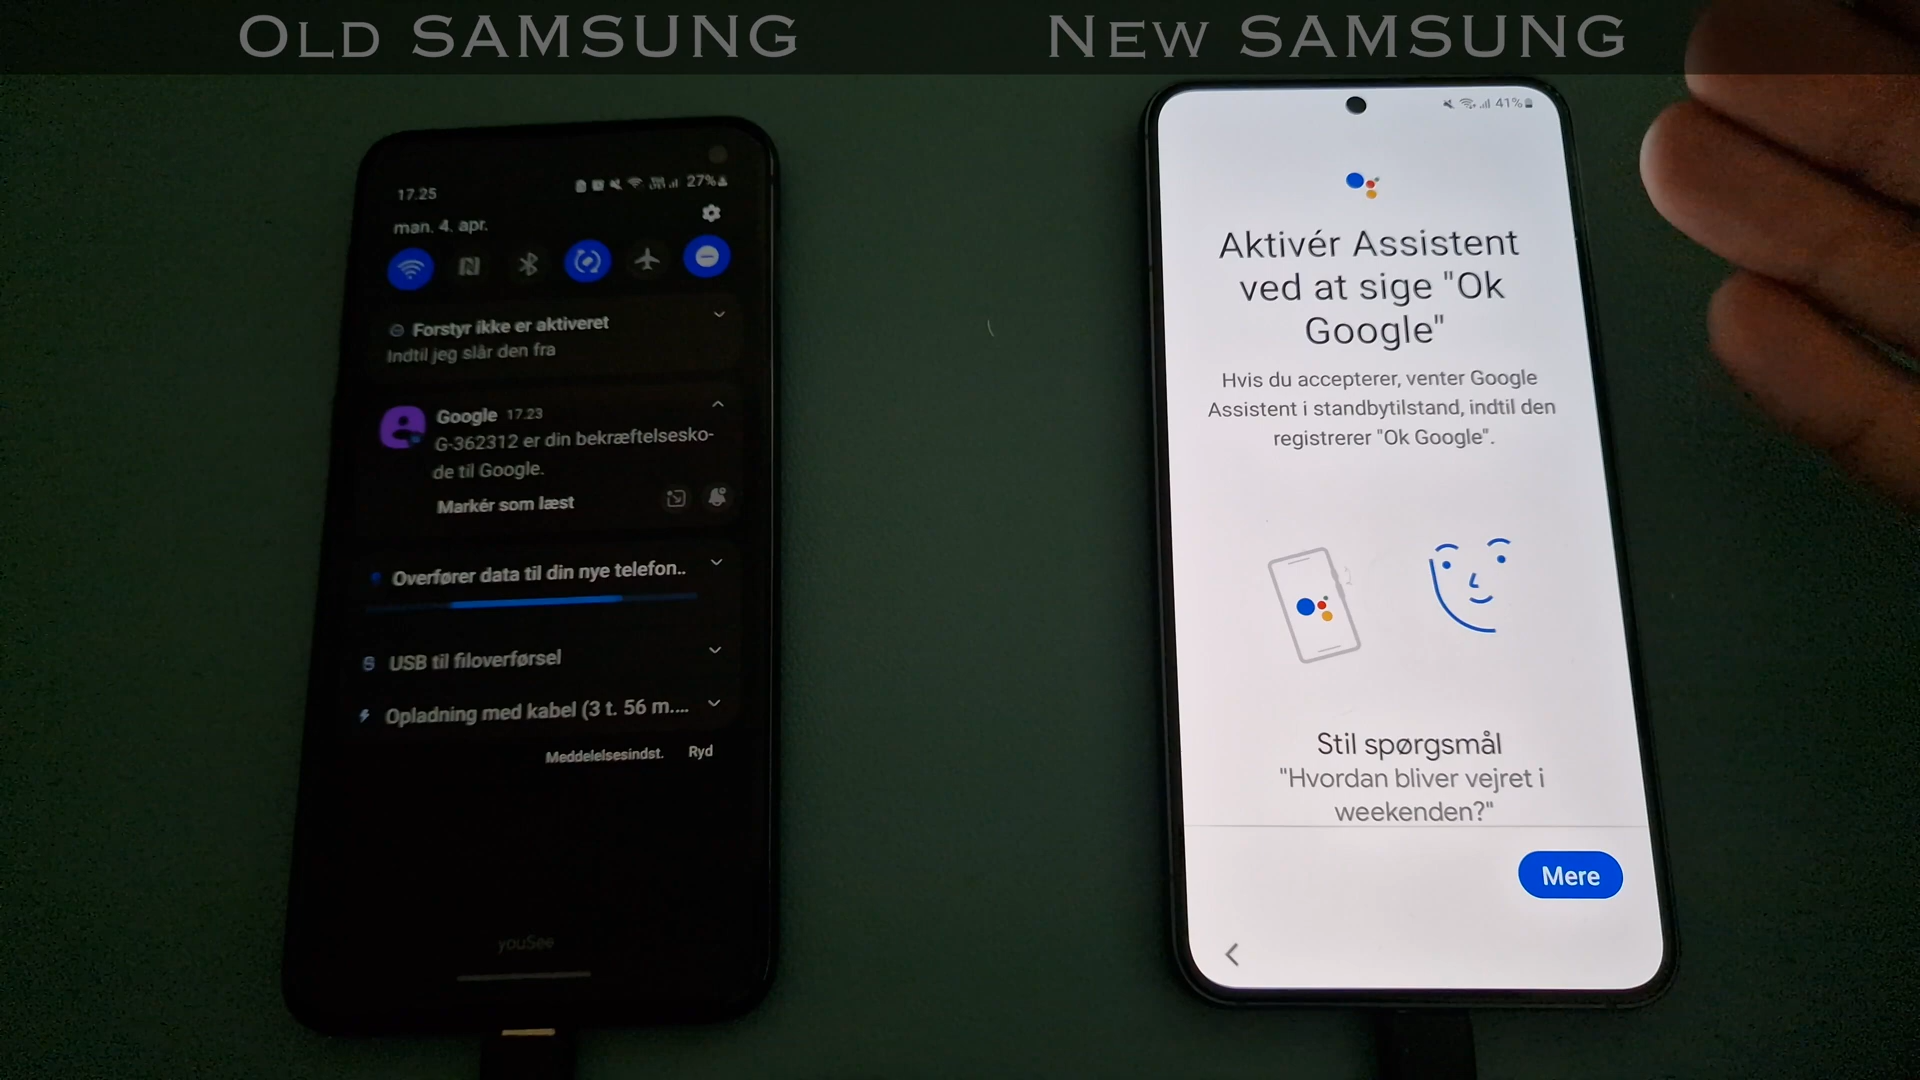 OLD SAMSUNG
NEW SAMSUNG
17.25
27%
man. 4. apr.
Forstyr ikke er aktiveret
Indtil jeg slår den fra
Google 17.23
G-362312 er din bekræftelsesko-
de til Google.
Markér som læst
Overfører data til din nye telefon..
USB til filoverførsel
Opladning med kabel (3 t. 56 m....
Meddelelsesindst. Ryd
youSee
41%
Aktivér Assistent
ved at sige "Ok
Google"
Hvis du accepterer, venter Google
Assistent i standbytilstand, indtil den
registrerer "Ok Google".
Stil spørgsmål
"Hvordan bliver vejret i
weekenden?"
Mere